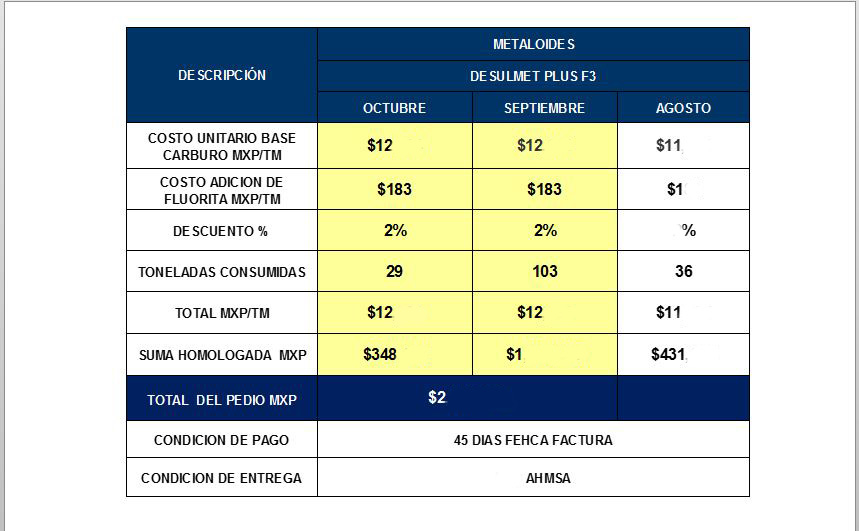 METALOIDES
DESCRIPCIÓN
DESULMET PLUS F3
OCTUBRE SEPTIEMBRE AGOSTO
COSTO UNITARIO BASE
CARBURO MXP/TM
$12 $12 $11
COSTO ADICION DE
FLUORITA MXP/TM
$183 $183 $1
DESCUENTO % 2% 2% %
TONELADAS CONSUMIDAS 29 103 36
TOTAL MXP/TM $12 $12 $11
SUMA HOMOLOGADA MXP $348 $1 $431
TOTAL DEL PEDIO MXP $2
CONDICION DE PAGO 45 DIAS FEHCA FACTURA
CONDICION DE ENTREGA AHMSA